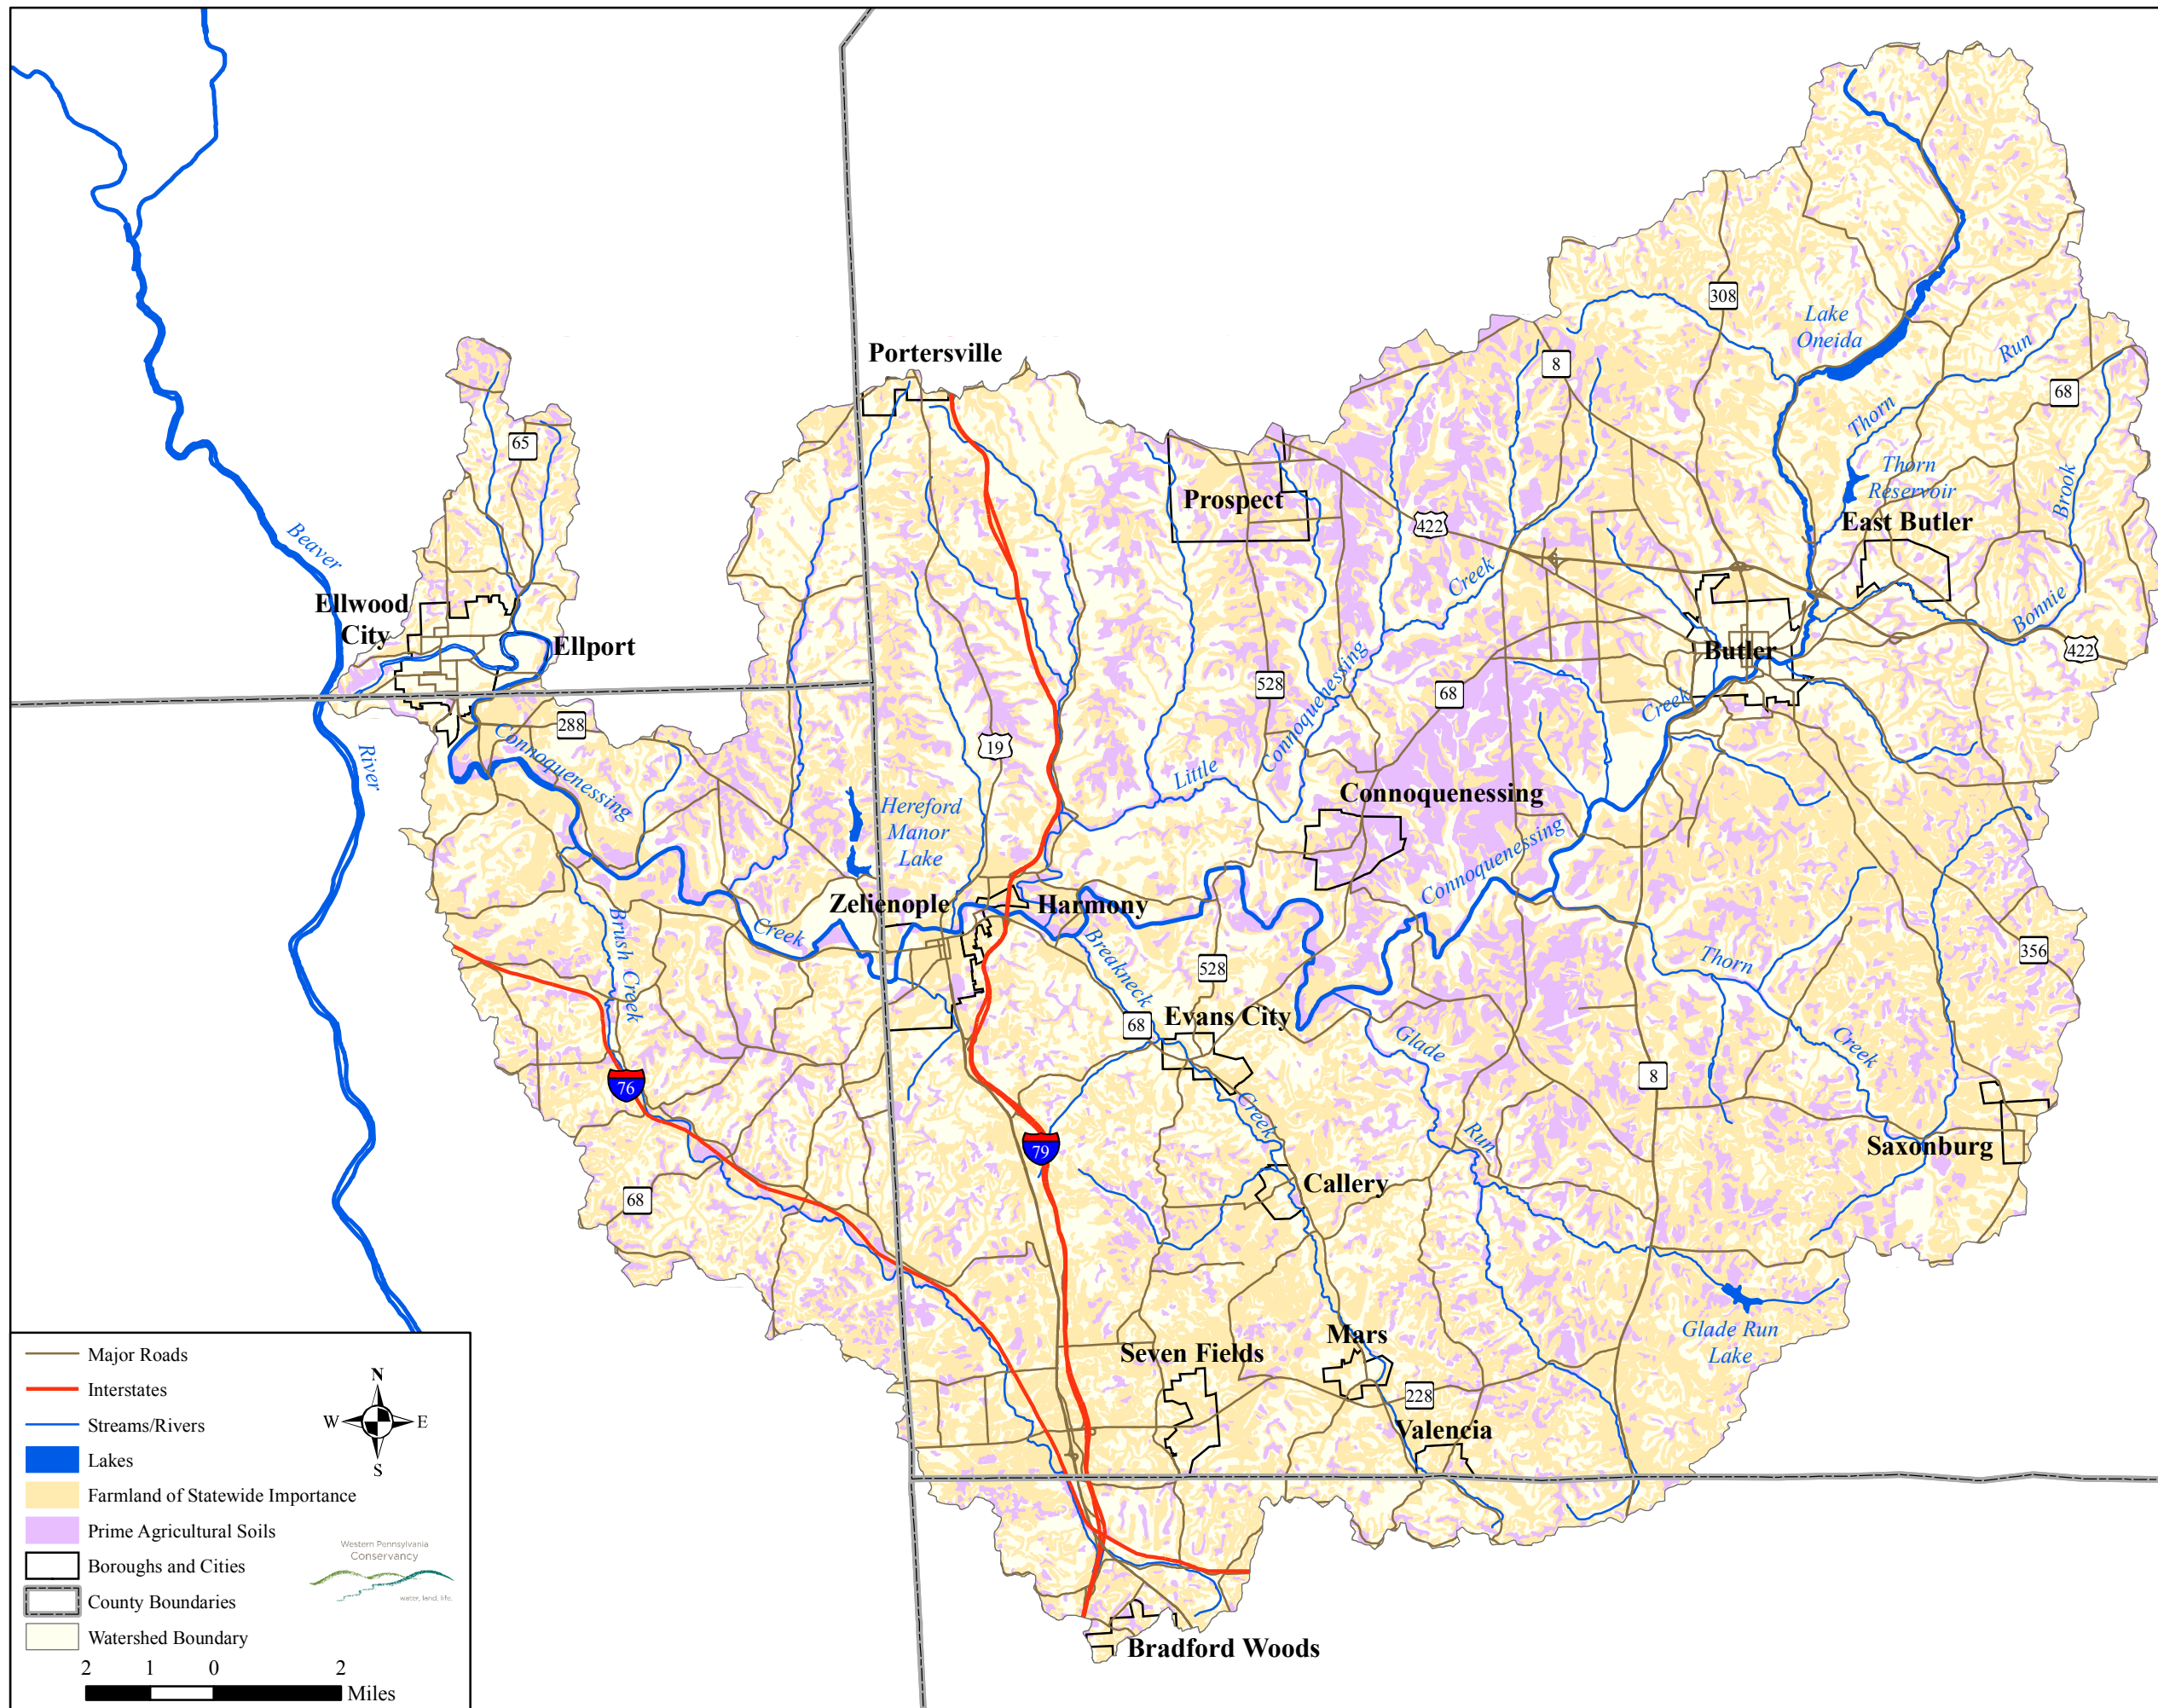 308
Lake
Oneida
Portersville
8
Run
68
Thorn
65
Thorn
Reservoir
Brook
Prospect
422
East Butler
Beaver
Creek
Ellwood
City
Ellport
Bonnie
Butler
422
528
68
Connoquenessing
Creek
288
Connoquenessing
19
River
Little
Connoquenessing
Hereford
Manor
Lake
Connoquenessing
Zelienople
Harmony
Brush Creek
Creek
Breakneck
528
Thorn
356
68
Evans City
Glade
Creek
76
8
Creek
Run
79
Saxonburg
Callery
68
Glade Run
Lake
Mars
Seven Fields
228
Valencia
Bradford Woods
Major Roads
Interstates
Streams/Rivers
Lakes
Farmland of Statewide Importance
Prime Agricultural Soils
Boroughs and Cities
County Boundaries
Watershed Boundary
N
W
E
S
Western Pennsylvania
Conservancy
water, land, life.
2 1 0 2
Miles